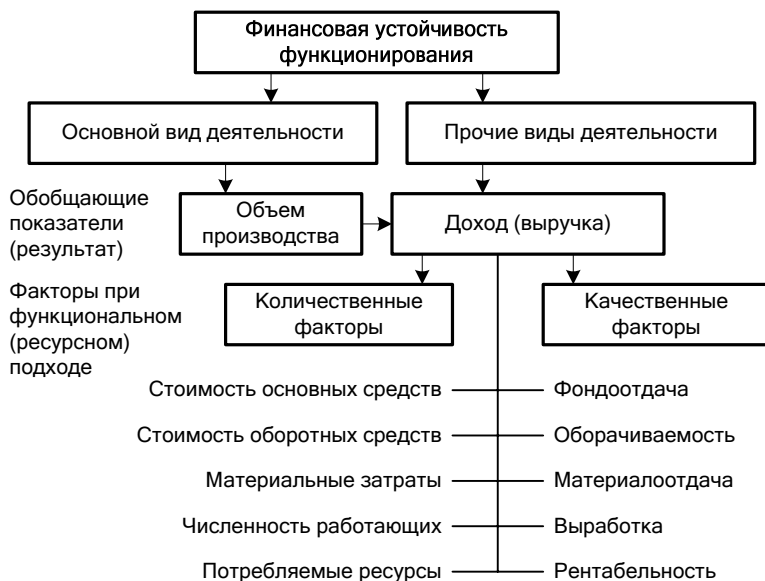 Финансовая устойчивость
функционирования
Основной вид деятельности
Прочие виды деятельности
Обобщающие
показатели
(результат)
Объем
производства
Доход (выручка)
Факторы при
функциональном
(ресурсном)
подходе
Количественные
факторы
Качественные
факторы
Стоимость основных средств
Фондоотдача
Стоимость оборотных средств
Оборачиваемость
Материальные затраты
Материалоотдача
Численность работающих
Выработка
Потребляемые ресурсы
Рентабельность